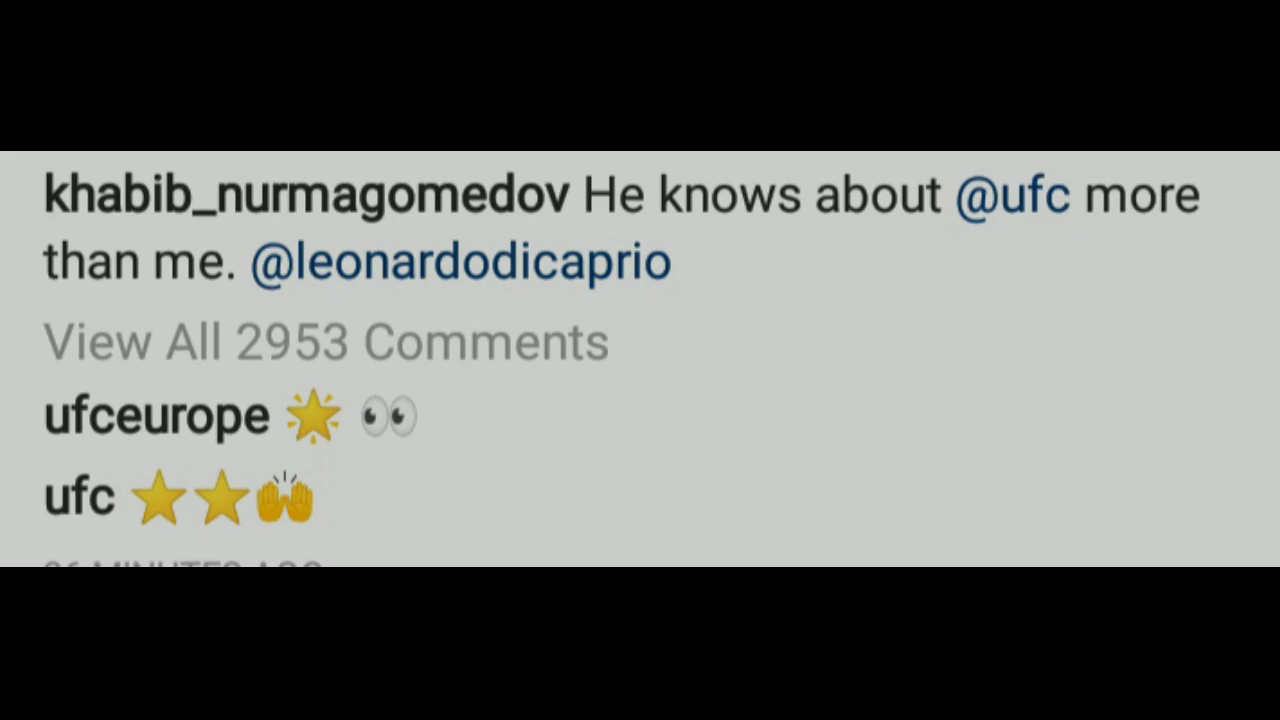 khabib_nurmagomedov He knows about @ufc more
than me. @leonardodicaprio
View All 2953 Comments
ufceurope 🌟 👀
ufc ⭐⭐🙌